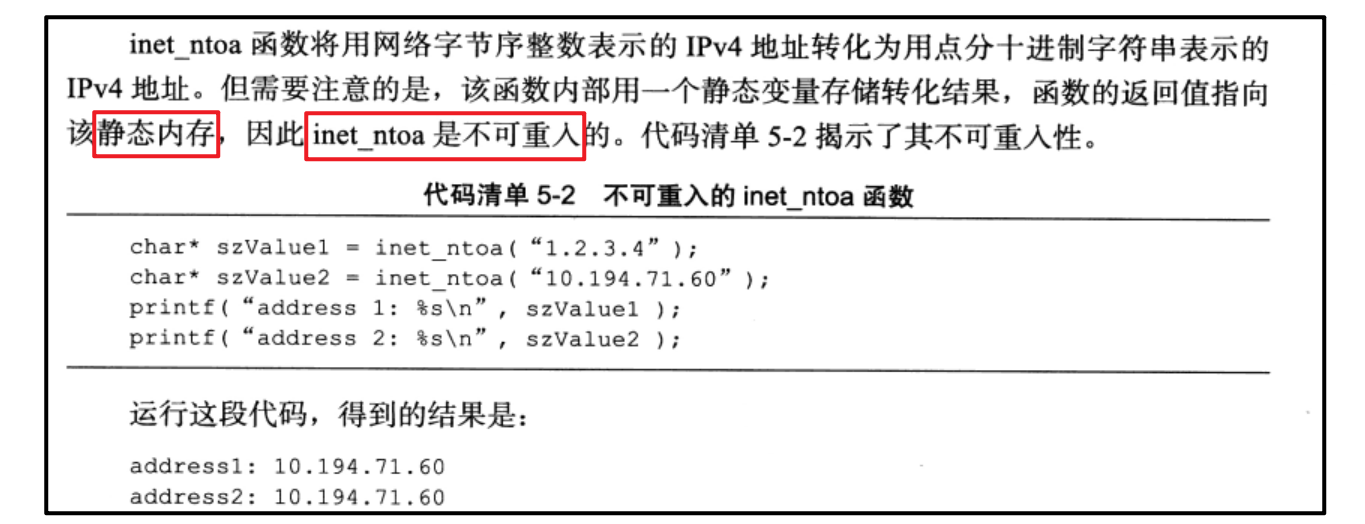 inet_ntoa 函数将用网络字节序整数表示的 IPv4 地址转化为用点分十进制字符串表示的
IPv4 地址。但需要注意的是，该函数内部用一个静态变量存储转化结果，函数的返回值指向
该静态内存，因此 inet_ntoa 是不可重入的。代码清单 5-2 揭示了其不可重入性。
代码清单 5-2 不可重入的 inet_ntoa 函数
char* szValue1 = inet_ntoa( “1.2.3.4” );
char* szValue2 = inet_ntoa( “10.194.71.60” );
printf( “address 1: %s\n” , szValue1 );
printf( “address 2: %s\n” , szValue2 );
运行这段代码，得到的结果是：
address1: 10.194.71.60
address2: 10.194.71.60